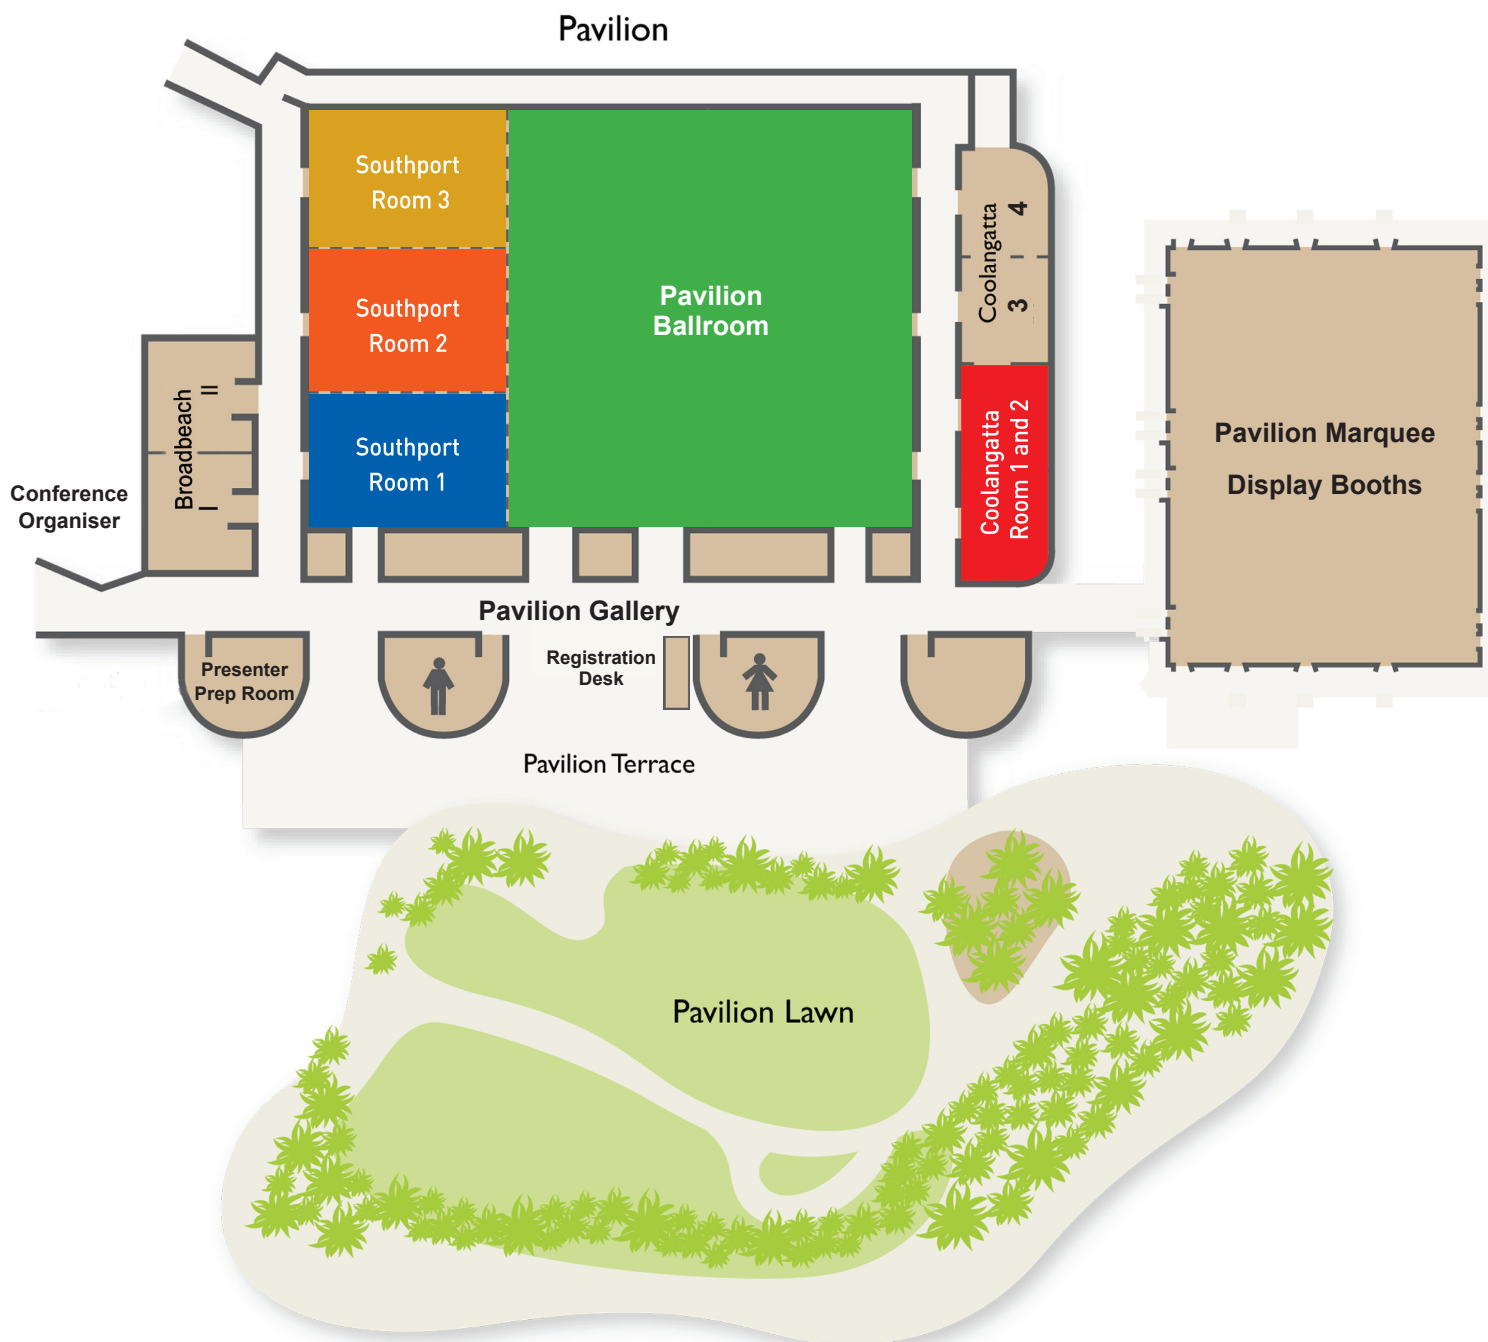 Pavilion
Southport
Room 3
Southport
Room 2
Southport
Room 1
Pavilion
Ballroom
Coolangatta
3 4
Coolangatta
Room 1 and 2
Broadbeach
I II
Conference
Organiser
Pavilion Marquee
Display Booths
Pavilion Gallery
Presenter
Prep Room
Registration
Desk
Pavilion Terrace
Pavilion Lawn